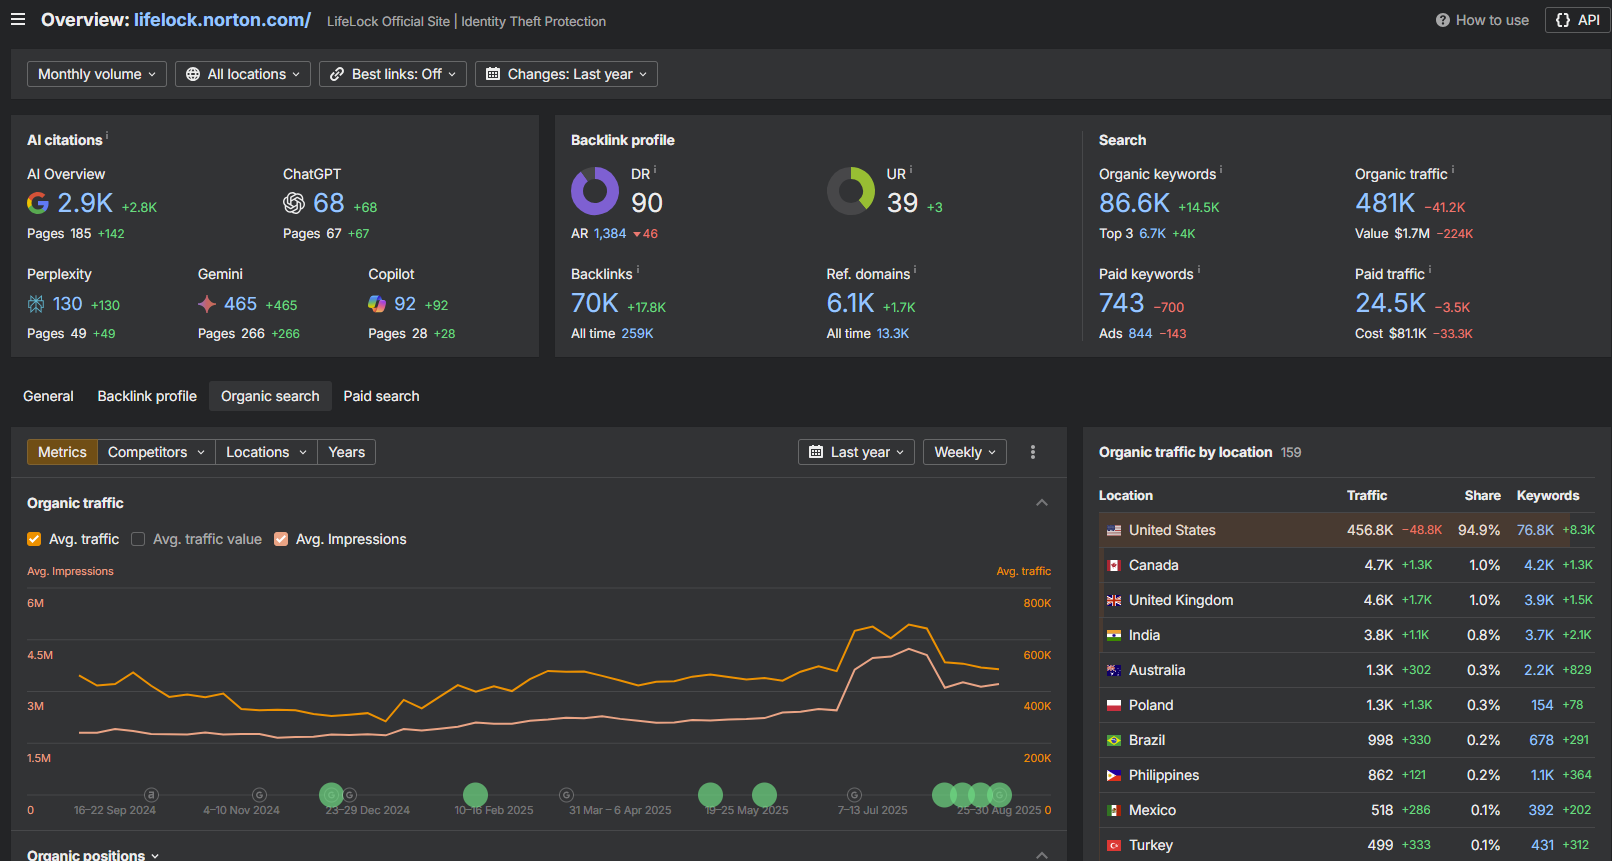 Overview: lifelock.norton.com/ LifeLock Official Site | Identity Theft Protection
How to use
{} API
Monthly volume
All locations
Best links: Off
Changes: Last year
AI citations i
AI Overview
2.9K +2.8K
Pages 185 +142
ChatGPT
68 +68
Pages 67 +67
Perplexity
130 +130
Pages 49 +49
Gemini
465 +465
Pages 266 +266
Copilot
92 +92
Pages 28 +28
Backlink profile
DR i
90
AR 1,384 46
UR i
39 +3
Backlinks i
70K +17.8K
All time 259K
Ref. domains i
6.1K +1.7K
All time 13.3K
Search
Organic keywords i
86.6K +14.5K
Top 3 6.7K +4K
Organic traffic i
481K −41.2K
Value $1.7M −224K
Paid keywords i
743 −700
Ads 844 −143
Paid traffic i
24.5K −3.5K
Cost $81.1K −33.3K
General Backlink profile Organic search Paid search
Metrics Competitors Locations Years
Last year
Weekly
Organic traffic
Avg. traffic Avg. traffic value Avg. Impressions
Avg. Impressions
Avg. traffic
6M
800K
4.5M
600K
3M
400K
1.5M
200K
a G G G G G G
0 16–22 Sep 2024 4–10 Nov 2024 23–29 Dec 2024 10–16 Feb 2025 31 Mar – 6 Apr 2025 19–25 May 2025 7–13 Jul 2025 25–30 Aug 2025 0
Organic positions
Organic traffic by location 159
Location Traffic Share Keywords
United States 456.8K −48.8K 94.9% 76.8K +8.3K
Canada 4.7K +1.3K 1.0% 4.2K +1.3K
United Kingdom 4.6K +1.7K 1.0% 3.9K +1.5K
India 3.8K +1.1K 0.8% 3.7K +2.1K
Australia 1.3K +302 0.3% 2.2K +829
Poland 1.3K +1.3K 0.3% 154 +78
Brazil 998 +330 0.2% 678 +291
Philippines 862 +121 0.2% 1.1K +364
Mexico 518 +286 0.1% 392 +202
Turkey 499 +333 0.1% 431 +312